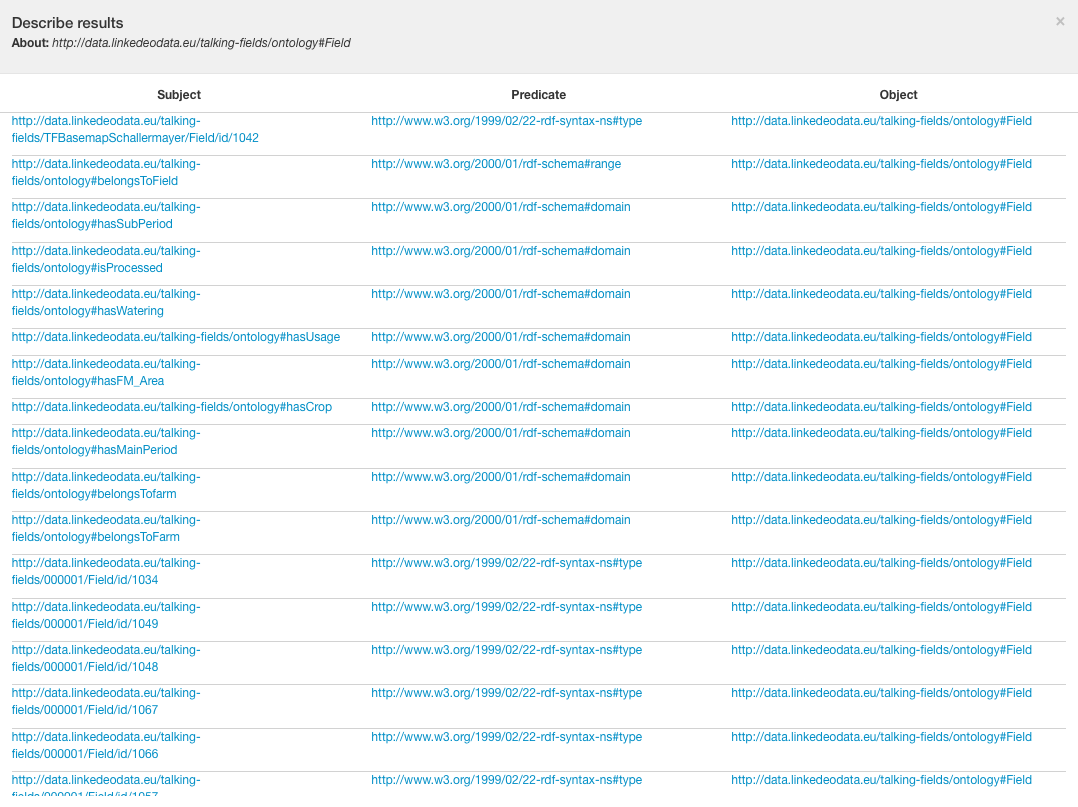 Describe results
×
About: http://data.linkedeodata.eu/talking-fields/ontology#Field
Subject Predicate Object
http://data.linkedeodata.eu/talking- http://www.w3.org/1999/02/22-rdf-syntax-ns#type http://data.linkedeodata.eu/talking-fields/ontology#Field
fields/TFBasemapSchallermayer/Field/id/1042
http://data.linkedeodata.eu/talking- http://www.w3.org/2000/01/rdf-schema#range http://data.linkedeodata.eu/talking-fields/ontology#Field
fields/ontology#belongsToField
http://data.linkedeodata.eu/talking- http://www.w3.org/2000/01/rdf-schema#domain http://data.linkedeodata.eu/talking-fields/ontology#Field
fields/ontology#hasSubPeriod
http://data.linkedeodata.eu/talking- http://www.w3.org/2000/01/rdf-schema#domain http://data.linkedeodata.eu/talking-fields/ontology#Field
fields/ontology#isProcessed
http://data.linkedeodata.eu/talking- http://www.w3.org/2000/01/rdf-schema#domain http://data.linkedeodata.eu/talking-fields/ontology#Field
fields/ontology#hasWatering
http://data.linkedeodata.eu/talking-fields/ontology#hasUsage http://www.w3.org/2000/01/rdf-schema#domain http://data.linkedeodata.eu/talking-fields/ontology#Field
http://data.linkedeodata.eu/talking- http://www.w3.org/2000/01/rdf-schema#domain http://data.linkedeodata.eu/talking-fields/ontology#Field
fields/ontology#hasFM_Area
http://data.linkedeodata.eu/talking-fields/ontology#hasCrop http://www.w3.org/2000/01/rdf-schema#domain http://data.linkedeodata.eu/talking-fields/ontology#Field
http://data.linkedeodata.eu/talking- http://www.w3.org/2000/01/rdf-schema#domain http://data.linkedeodata.eu/talking-fields/ontology#Field
fields/ontology#hasMainPeriod
http://data.linkedeodata.eu/talking- http://www.w3.org/2000/01/rdf-schema#domain http://data.linkedeodata.eu/talking-fields/ontology#Field
fields/ontology#belongsTofarm
http://data.linkedeodata.eu/talking- http://www.w3.org/2000/01/rdf-schema#domain http://data.linkedeodata.eu/talking-fields/ontology#Field
fields/ontology#belongsToFarm
http://data.linkedeodata.eu/talking- http://www.w3.org/1999/02/22-rdf-syntax-ns#type http://data.linkedeodata.eu/talking-fields/ontology#Field
fields/000001/Field/id/1034
http://data.linkedeodata.eu/talking- http://www.w3.org/1999/02/22-rdf-syntax-ns#type http://data.linkedeodata.eu/talking-fields/ontology#Field
fields/000001/Field/id/1049
http://data.linkedeodata.eu/talking- http://www.w3.org/1999/02/22-rdf-syntax-ns#type http://data.linkedeodata.eu/talking-fields/ontology#Field
fields/000001/Field/id/1048
http://data.linkedeodata.eu/talking- http://www.w3.org/1999/02/22-rdf-syntax-ns#type http://data.linkedeodata.eu/talking-fields/ontology#Field
fields/000001/Field/id/1067
http://data.linkedeodata.eu/talking- http://www.w3.org/1999/02/22-rdf-syntax-ns#type http://data.linkedeodata.eu/talking-fields/ontology#Field
fields/000001/Field/id/1066
http://data.linkedeodata.eu/talking- http://www.w3.org/1999/02/22-rdf-syntax-ns#type http://data.linkedeodata.eu/talking-fields/ontology#Field
fields/000001/Field/id/1057